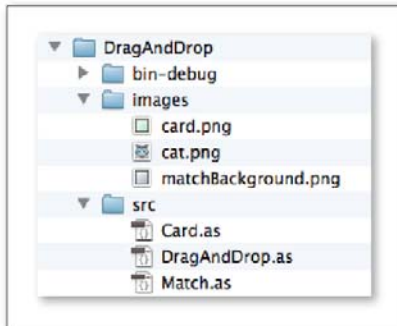 DragAndDrop
bin-debug
images
card.png
cat.png
matchBackground.png
src
Card.as
DragAndDrop.as
Match.as